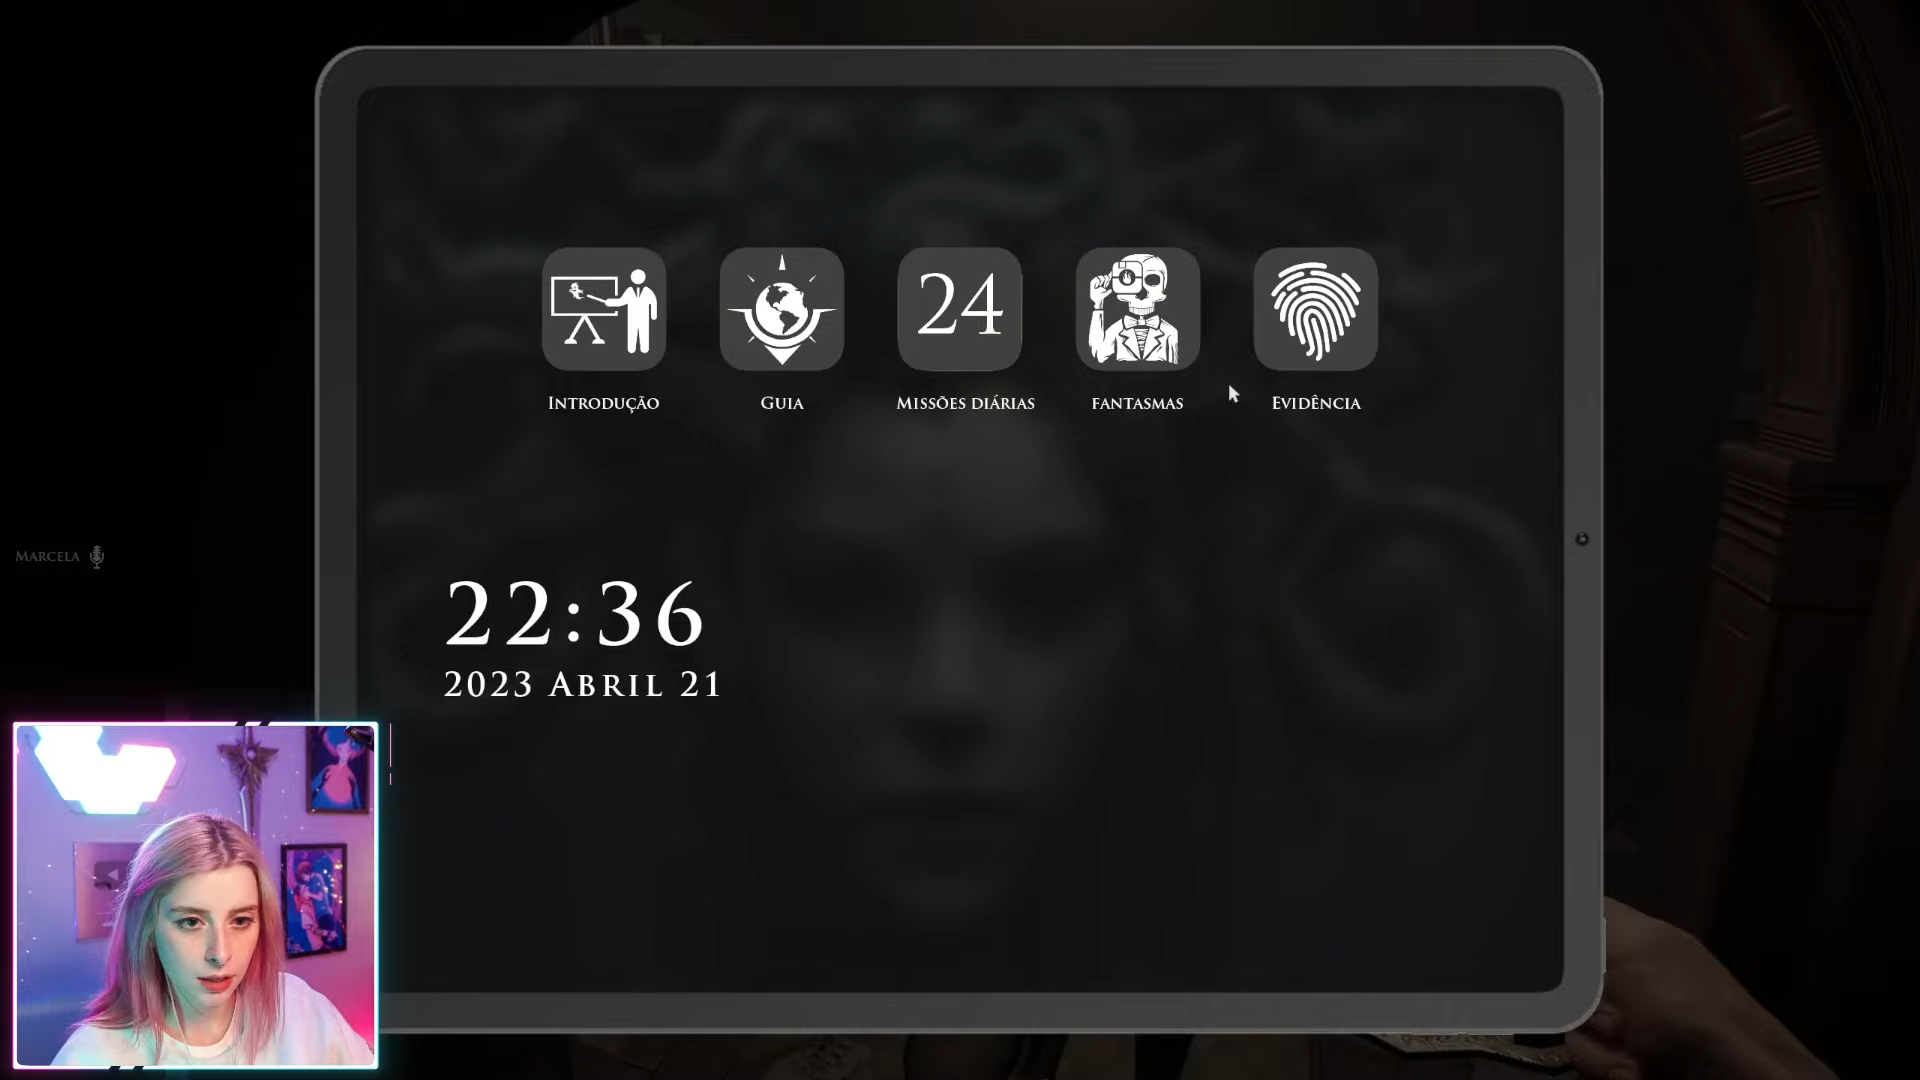 24
Introdução
Guia
Missões diárias
fantasmas
Evidência
Marcela
22:36
2023 Abril 21